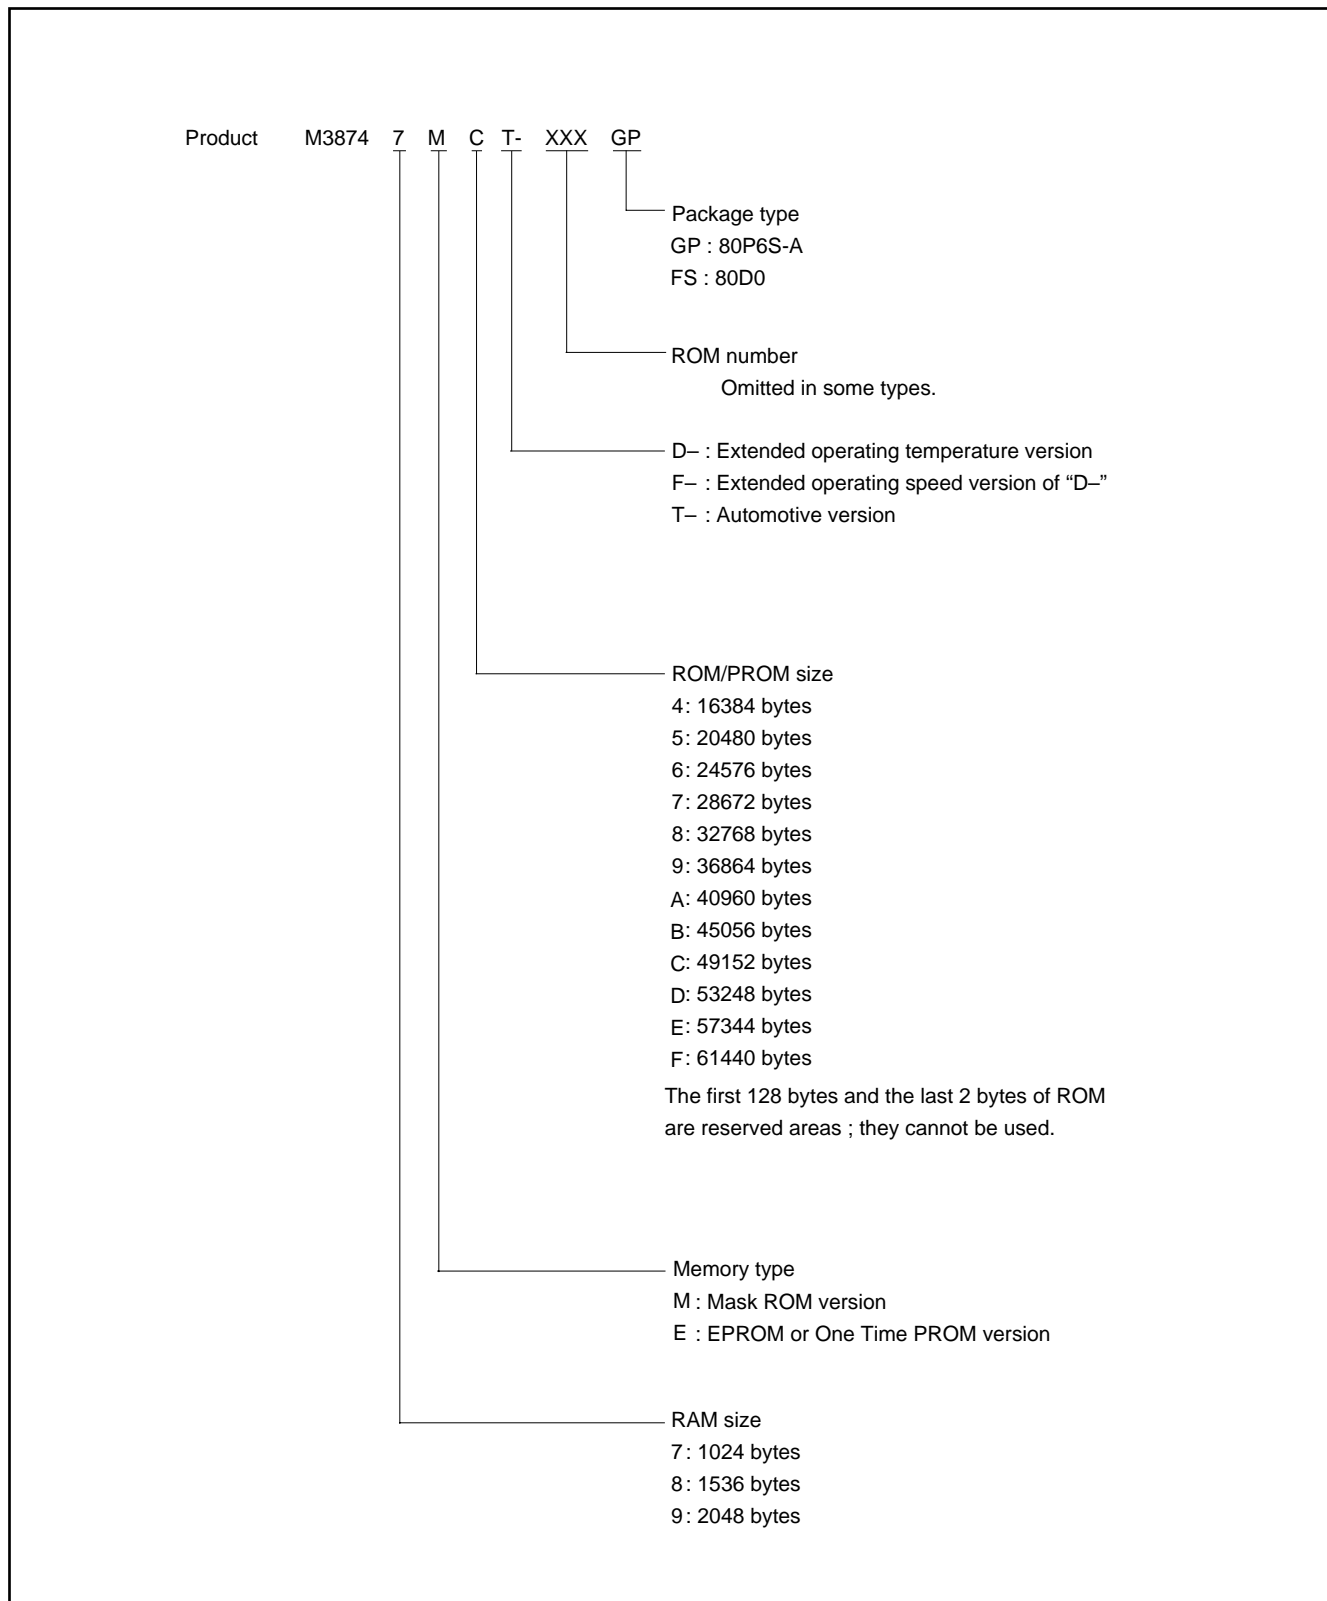 Product M3874 7 M C T- XXX GP
Package type
GP : 80P6S-A
FS : 80D0
ROM number
Omitted in some types.
D– : Extended operating temperature version
F– : Extended operating speed version of “D–”
T– : Automotive version
ROM/PROM size
4: 16384 bytes
5: 20480 bytes
6: 24576 bytes
7: 28672 bytes
8: 32768 bytes
9: 36864 bytes
A: 40960 bytes
B: 45056 bytes
C: 49152 bytes
D: 53248 bytes
E: 57344 bytes
F: 61440 bytes
The first 128 bytes and the last 2 bytes of ROM
are reserved areas ; they cannot be used.
Memory type
M : Mask ROM version
E : EPROM or One Time PROM version
RAM size
7: 1024 bytes
8: 1536 bytes
9: 2048 bytes